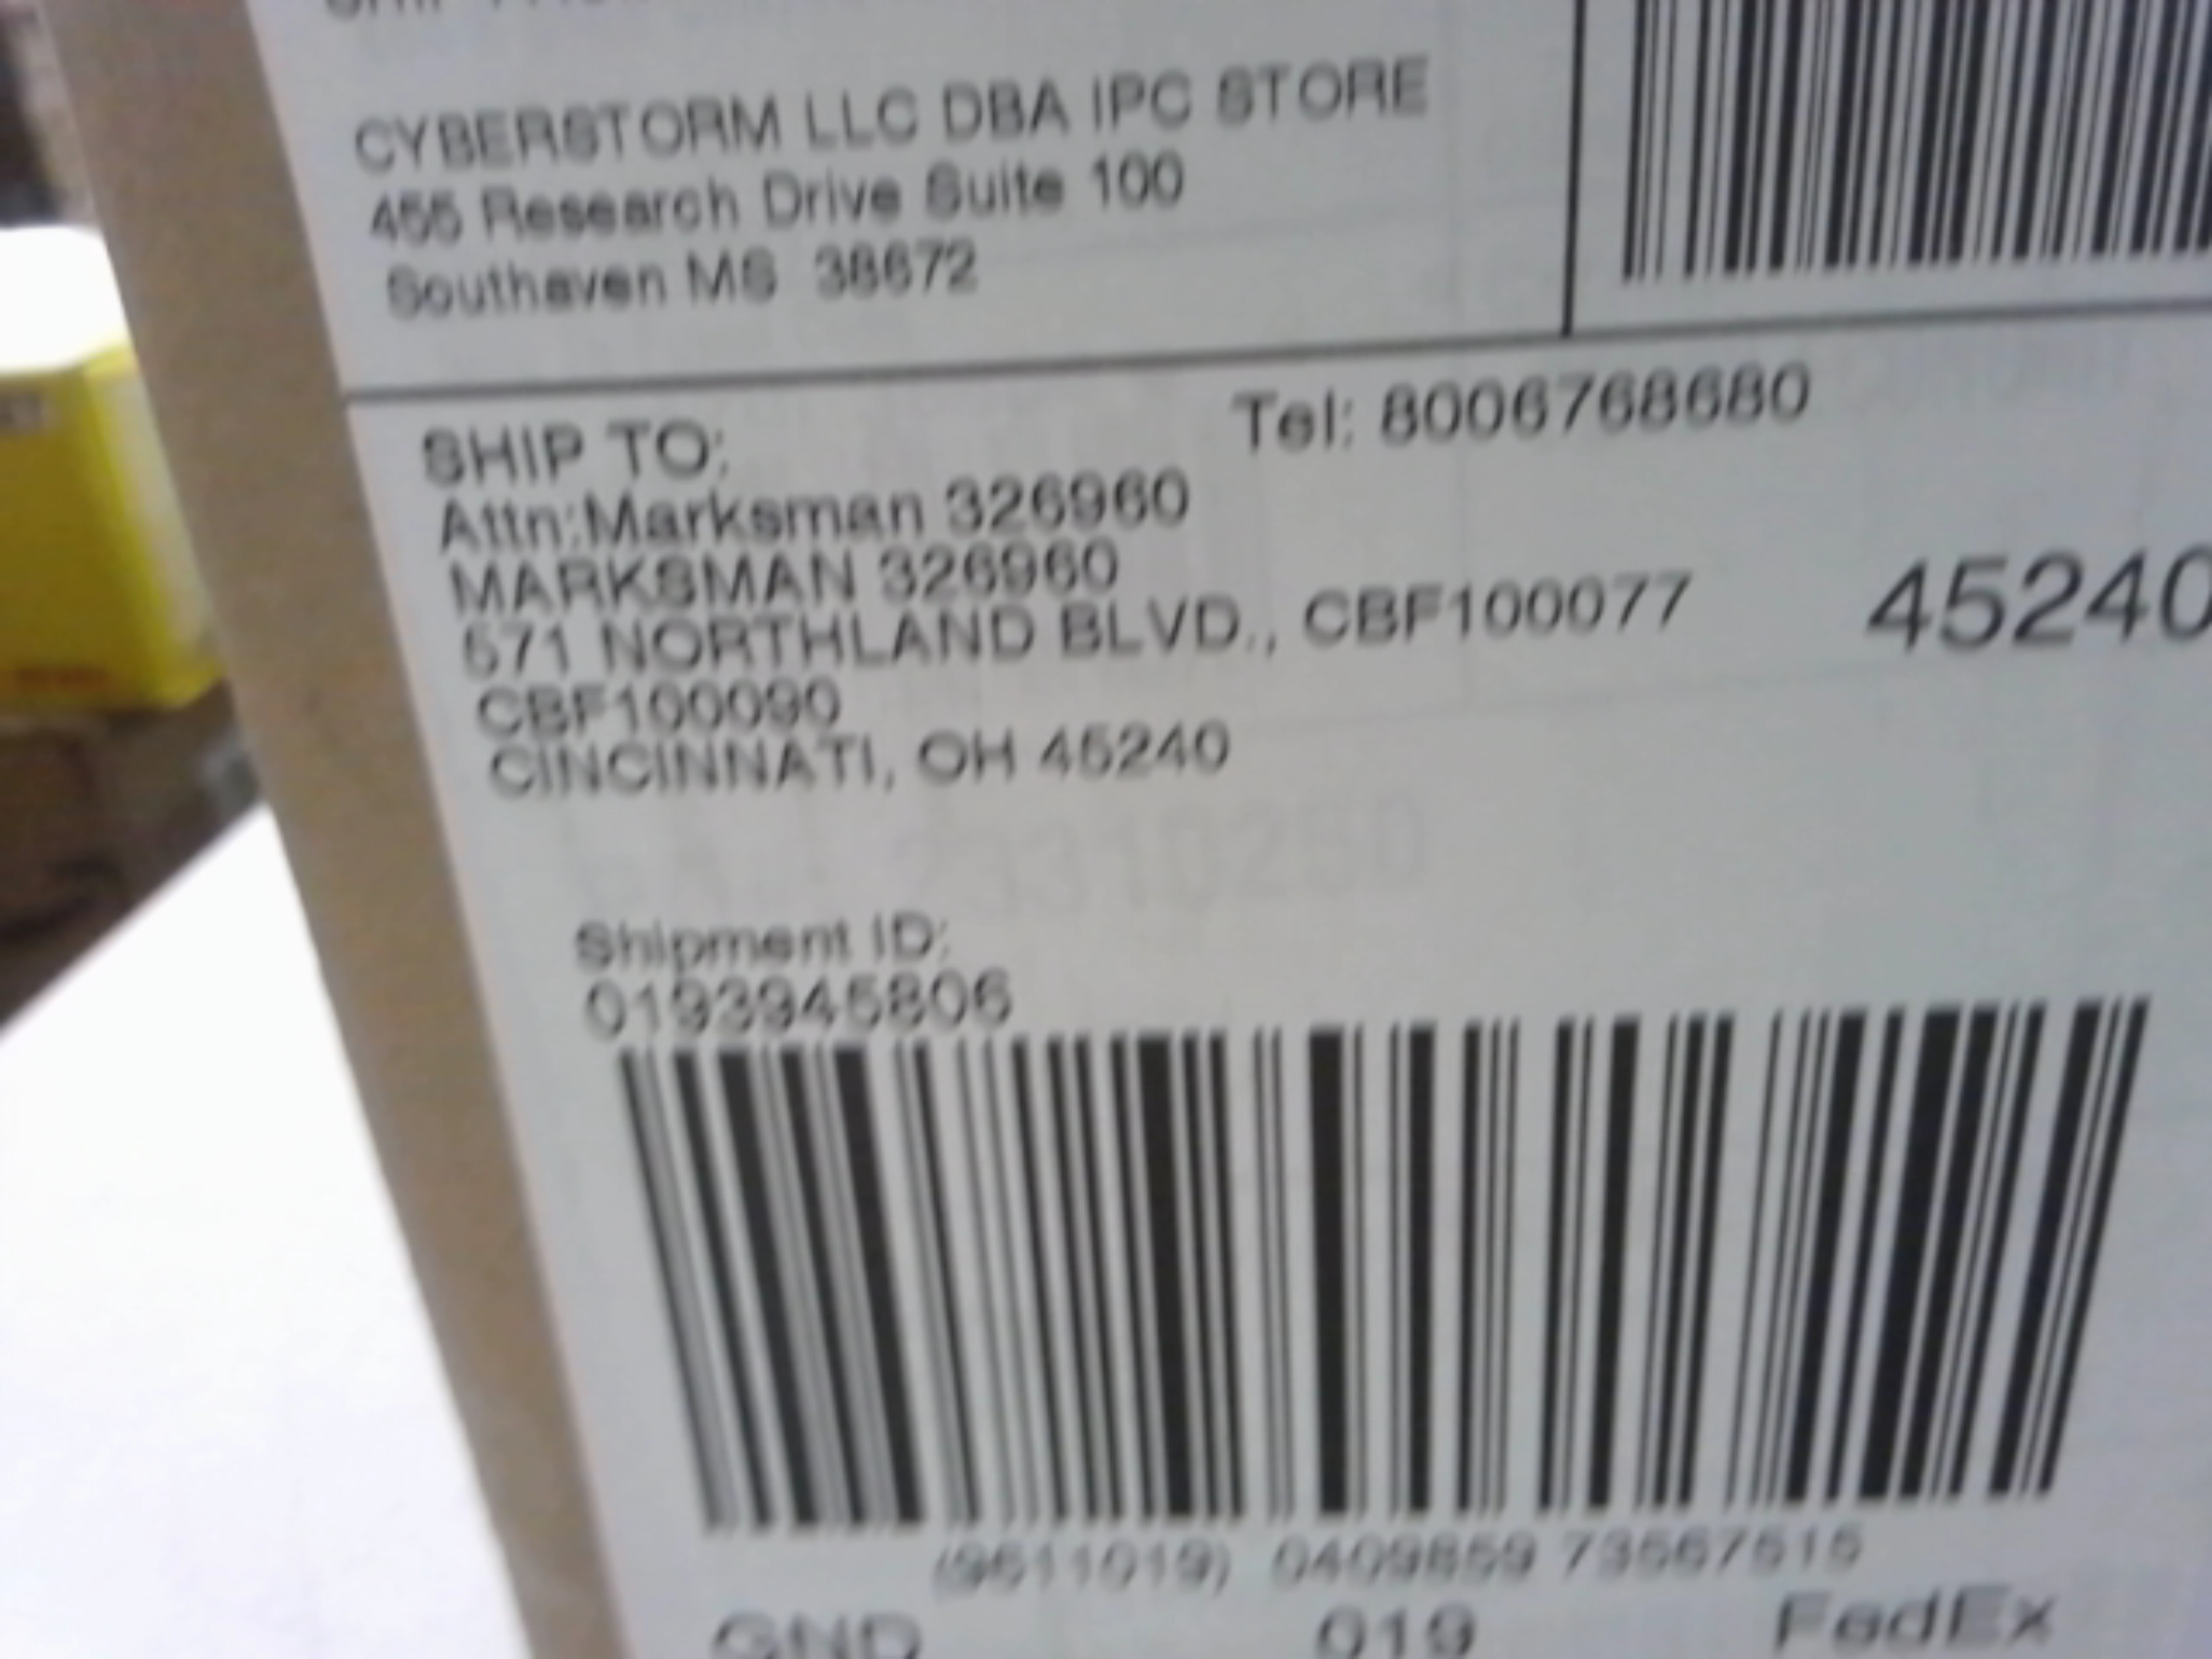 CYBERSTORM LLC DBA IPC STORE
455 Research Drive Suite 100
Southaven MS 38672
SHIP TO: Tel: 8006768680
Attn:Marksman 326960
MARKSMAN 326960
571 NORTHLAND BLVD., CBF100077 45240
CBF100090
CINCINNATI, OH 45240
Shipment ID:
0193945806
(9611019) 0409859 73567515
GND 019 FedEx